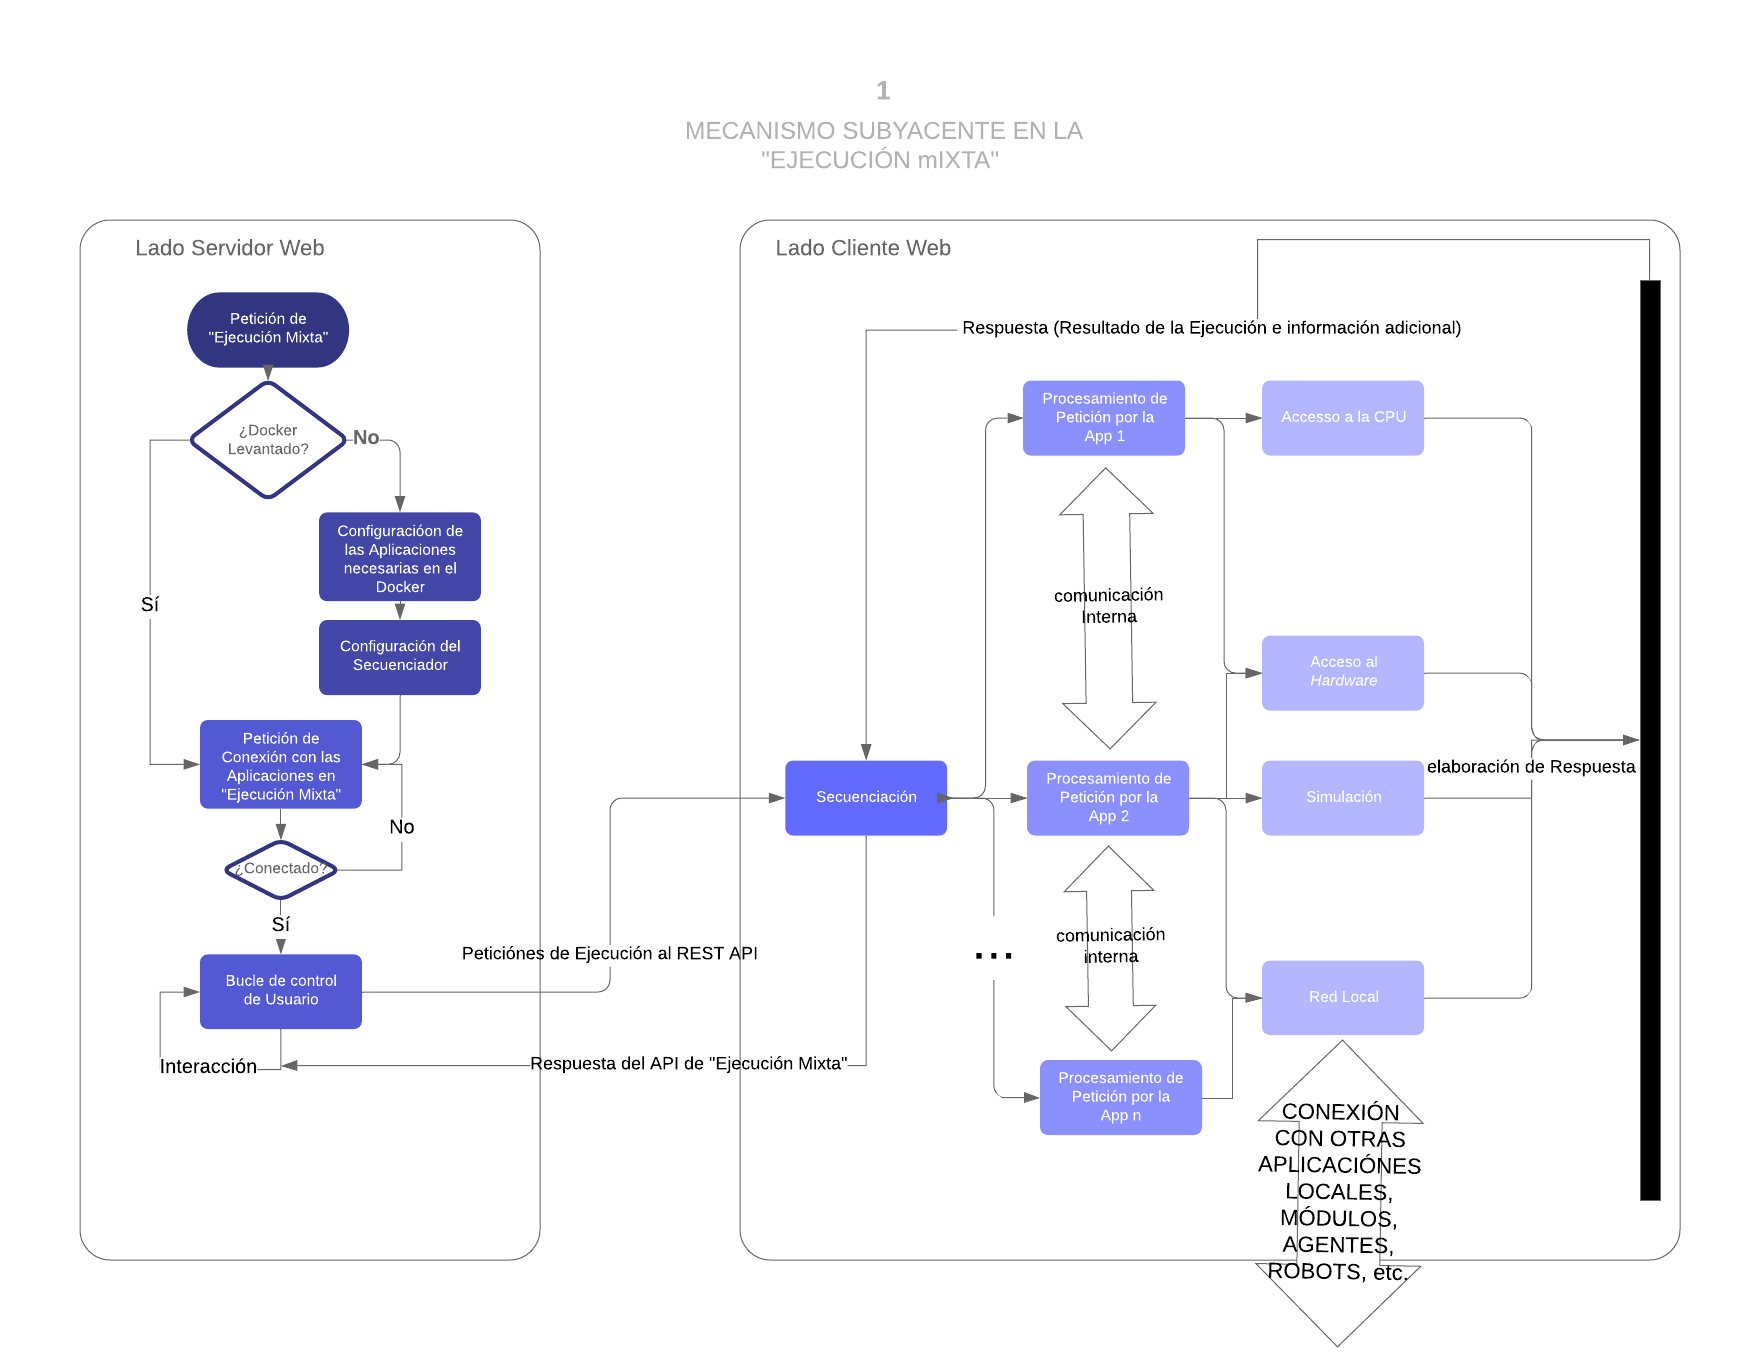 1
MECANISMO SUBYACENTE EN LA
"EJECUCIÓN mIXTA"
Lado Servidor Web
Petición de
"Ejecución Mixta"
¿Docker
Levantado?
No
Configuracióon de
las Aplicaciones
necesarias en el
Docker
Sí
Configuración del
Secuenciador
Petición de
Conexión con las
Aplicaciones en
"Ejecución Mixta"
No
¿Conectado?
Sí
Bucle de control
de Usuario
Interacción
Peticiónes de Ejecución al REST API
Respuesta del API de "Ejecución Mixta"
Lado Cliente Web
Respuesta (Resultado de la Ejecución e información adicional)
Secuenciación
Procesamiento de
Petición por la
App 1
comunicación
Interna
Procesamiento de
Petición por la
App 2
comunicación
interna
...
Procesamiento de
Petición por la
App n
Accesso a la CPU
Acceso al
Hardware
Simulación
Red Local
elaboración de Respuesta
CONEXIÓN
CON OTRAS
APLICACIÓNES
LOCALES,
MÓDULOS,
AGENTES,
ROBOTS, etc.